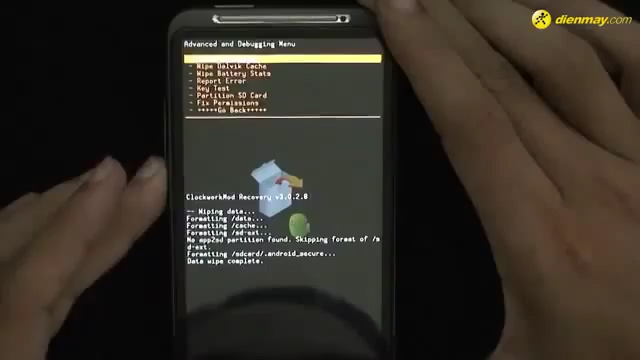 dienmay.com
Advanced and Debugging Menu
- Wipe Dalvik Cache
- Wipe Battery Stats
- Report Error
- Key Test
- Partition SD Card
- Fix Permissions
- +++++Go Back+++++
ClockworkMod Recovery v3.0.2.8
-- Wiping data...
Formatting /data...
Formatting /cache...
Formatting /sd-ext...
No app2sd partition found. Skipping format of /s
d-ext.
Formatting /sdcard/.android_secure...
Data wipe complete.